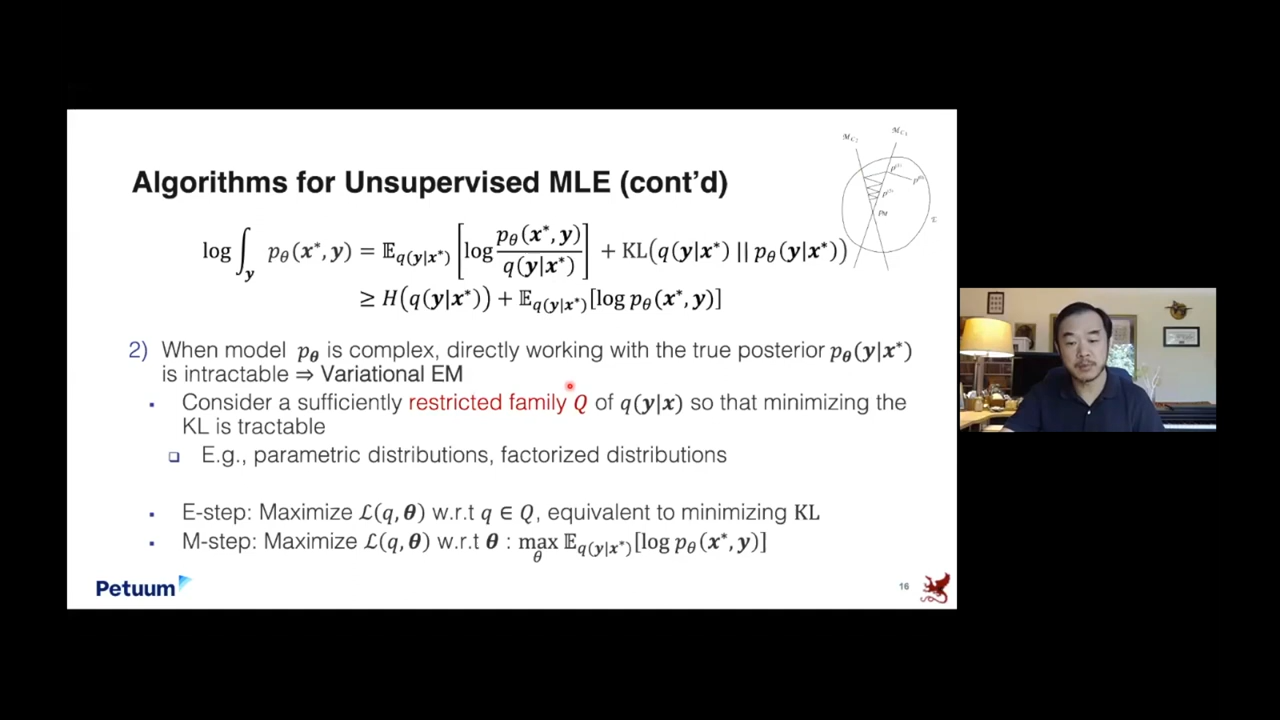 Algorithms for Unsupervised MLE (cont'd)
log ∫_y p_θ(x*, y) = 𝔼_q(y|x*) [log p_θ(x*, y) / q(y|x*)] + KL(q(y|x*) || p_θ(y|x*))
≥ H(q(y|x*)) + 𝔼_q(y|x*)[log p_θ(x*, y)]
2) When model p_θ is complex, directly working with the true posterior p_θ(y|x*)
is intractable ⇒ Variational EM
▪ Consider a sufficiently restricted family Q of q(y|x) so that minimizing the
KL is tractable
❑ E.g., parametric distributions, factorized distributions
▪ E-step: Maximize ℒ(q, θ) w.r.t q ∈ Q, equivalent to minimizing KL
▪ M-step: Maximize ℒ(q, θ) w.r.t θ : max_θ 𝔼_q(y|x*)[log p_θ(x*, y)]
Petuum
16